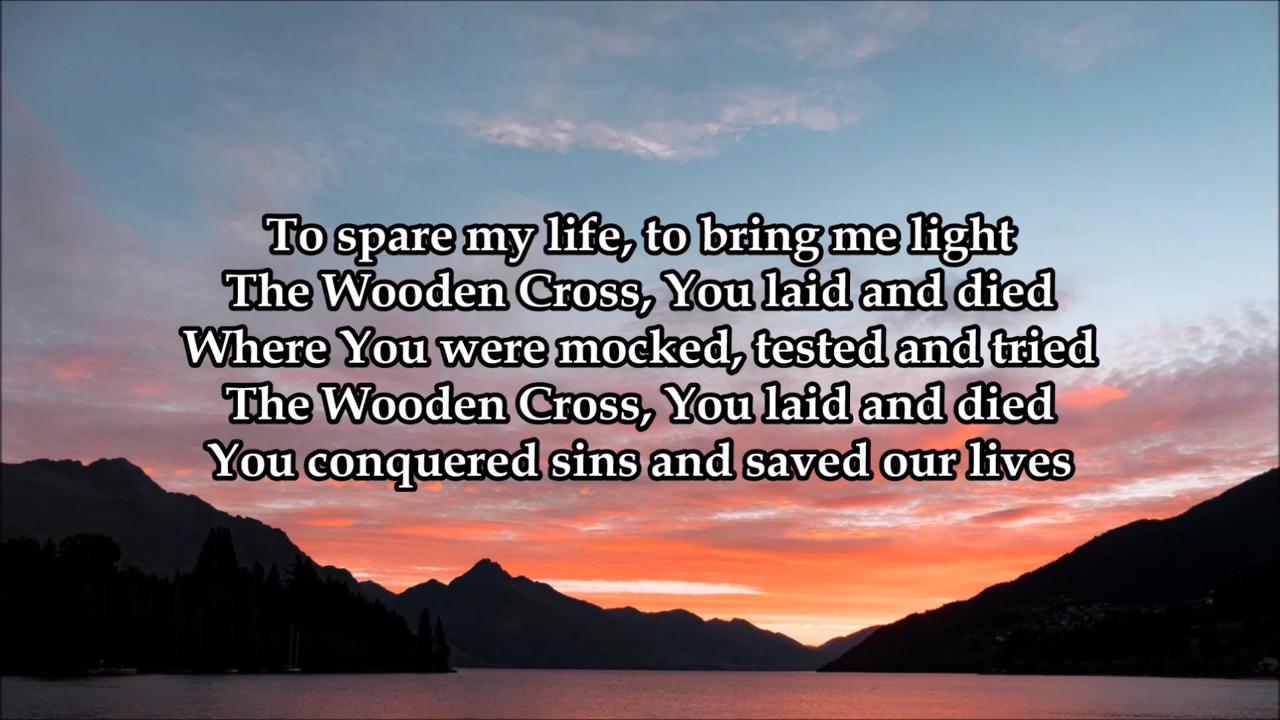 To spare my life, to bring me light
The Wooden Cross, You laid and died
Where You were mocked, tested and tried
The Wooden Cross, You laid and died
You conquered sins and saved our lives